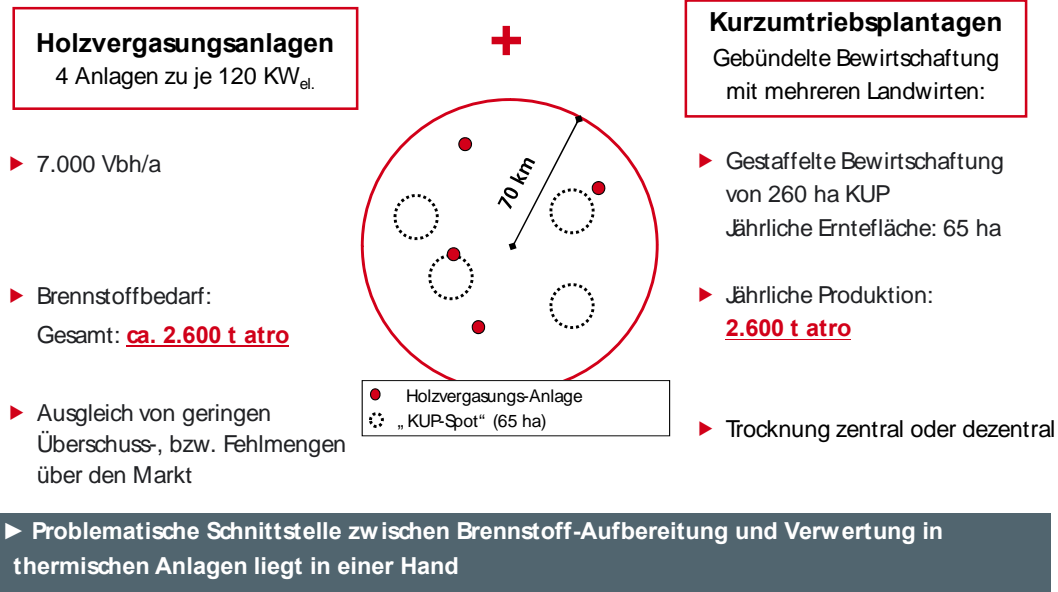 Holzvergasungsanlagen
4 Anlagen zu je 120 KWel.
► 7.000 Vbh/a
► Brennstoffbedarf:
Gesamt: ca. 2.600 t atro
► Ausgleich von geringen
Überschuss-, bzw. Fehlmengen
über den Markt
+
70 km
Holzvergasungs-Anlage
„KUP-Spot“ (65 ha)
Kurzumtriebsplantagen
Gebündelte Bewirtschaftung
mit mehreren Landwirten:
► Gestaffelte Bewirtschaftung
von 260 ha KUP
Jährliche Erntefläche: 65 ha
► Jährliche Produktion:
2.600 t atro
► Trocknung zentral oder dezentral
► Problematische Schnittstelle zwischen Brennstoff-Aufbereitung und Verwertung in
thermischen Anlagen liegt in einer Hand